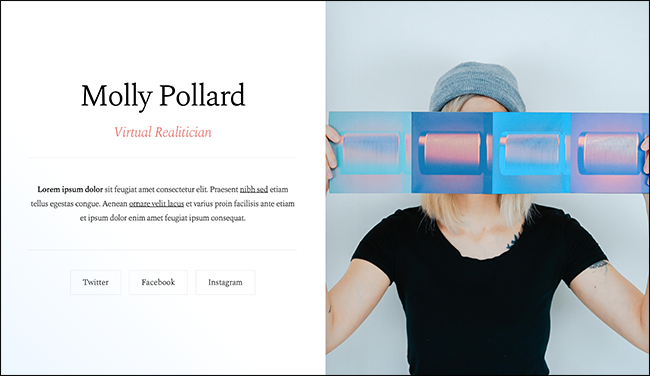 Molly Pollard
Virtual Realitician
Lorem ipsum dolor sit feugiat amet consectetur elit. Praesent nibh sed etiam
tellus egestas congue. Aenean ornare velit lacus et varius proin facilisis ante etiam
et ipsum dolor enim amet feugiat ipsum consequat.
Twitter
Facebook
Instagram